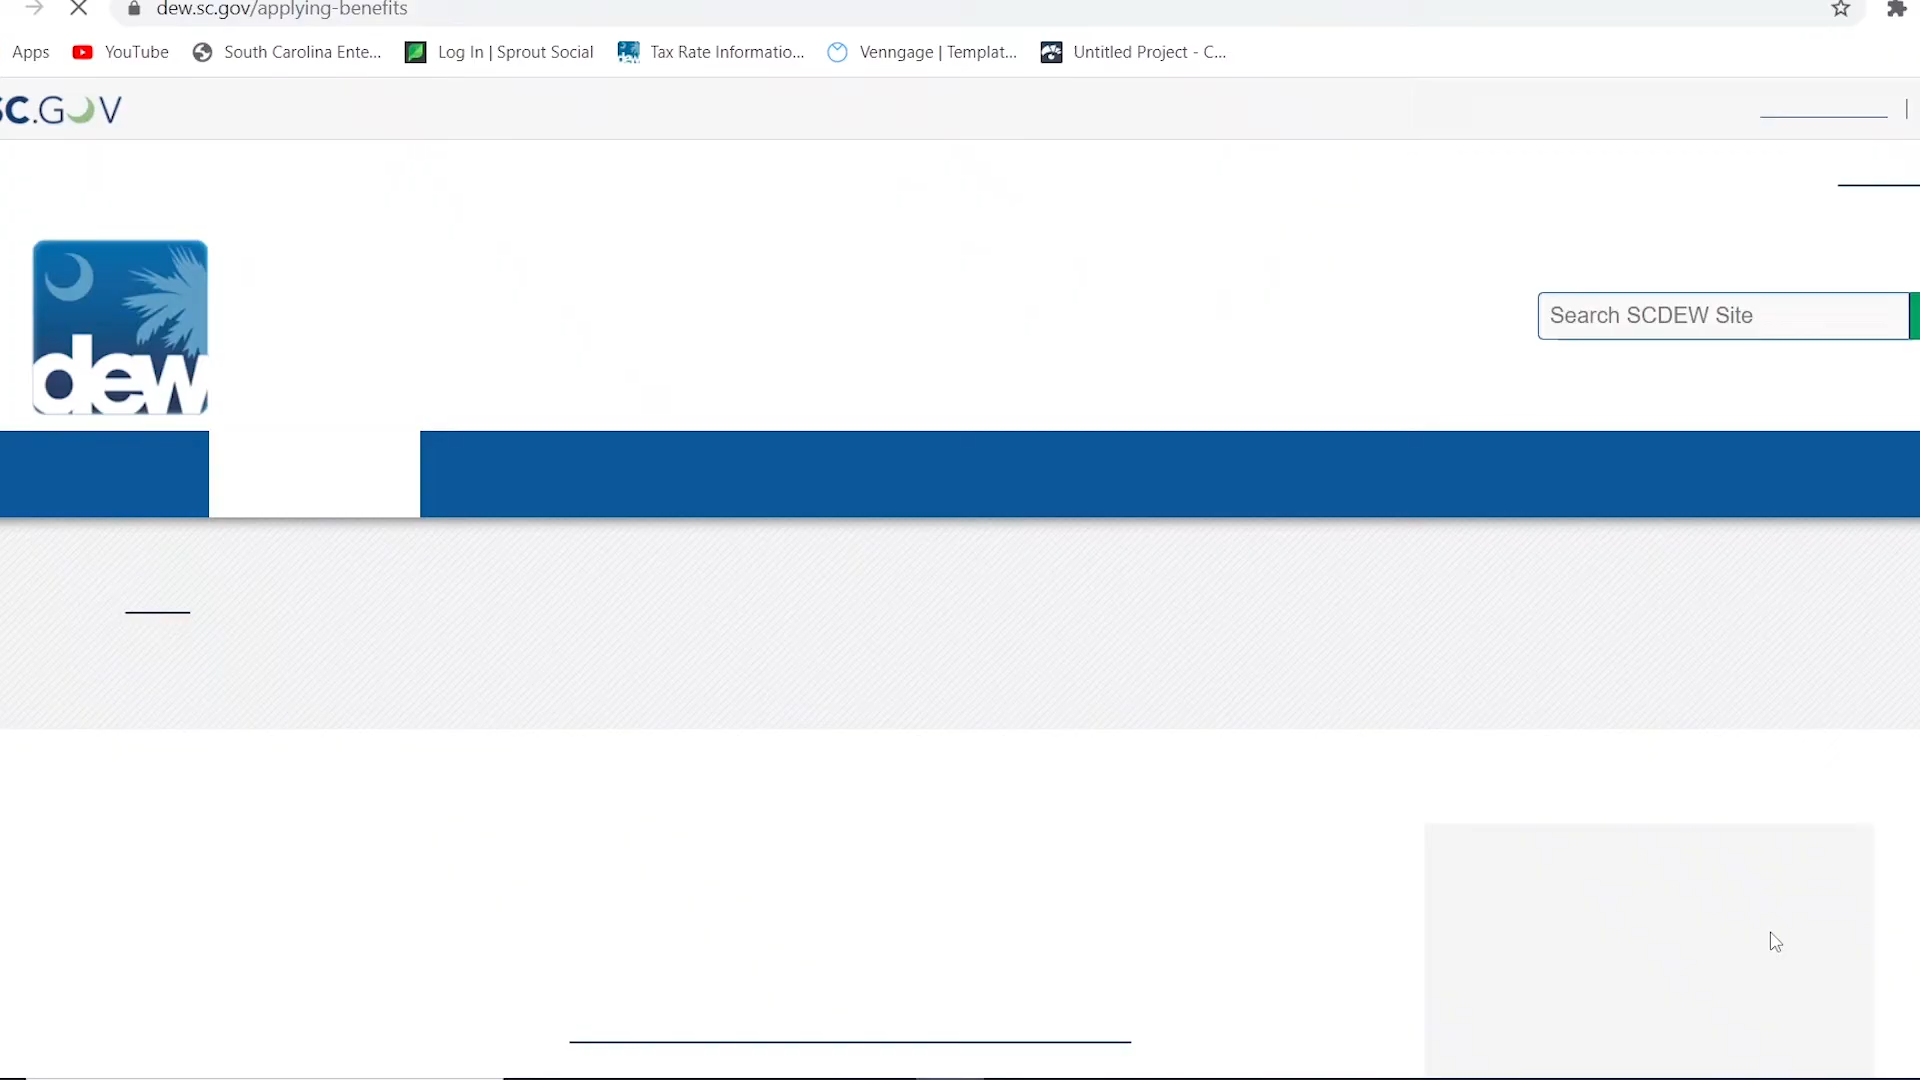 dew.sc.gov/applying-benefits
Apps YouTube South Carolina Ente... Log In | Sprout Social Tax Rate Informatio... Venngage | Templat... Untitled Project - C...
SC.GOV
dew
Search SCDEW Site